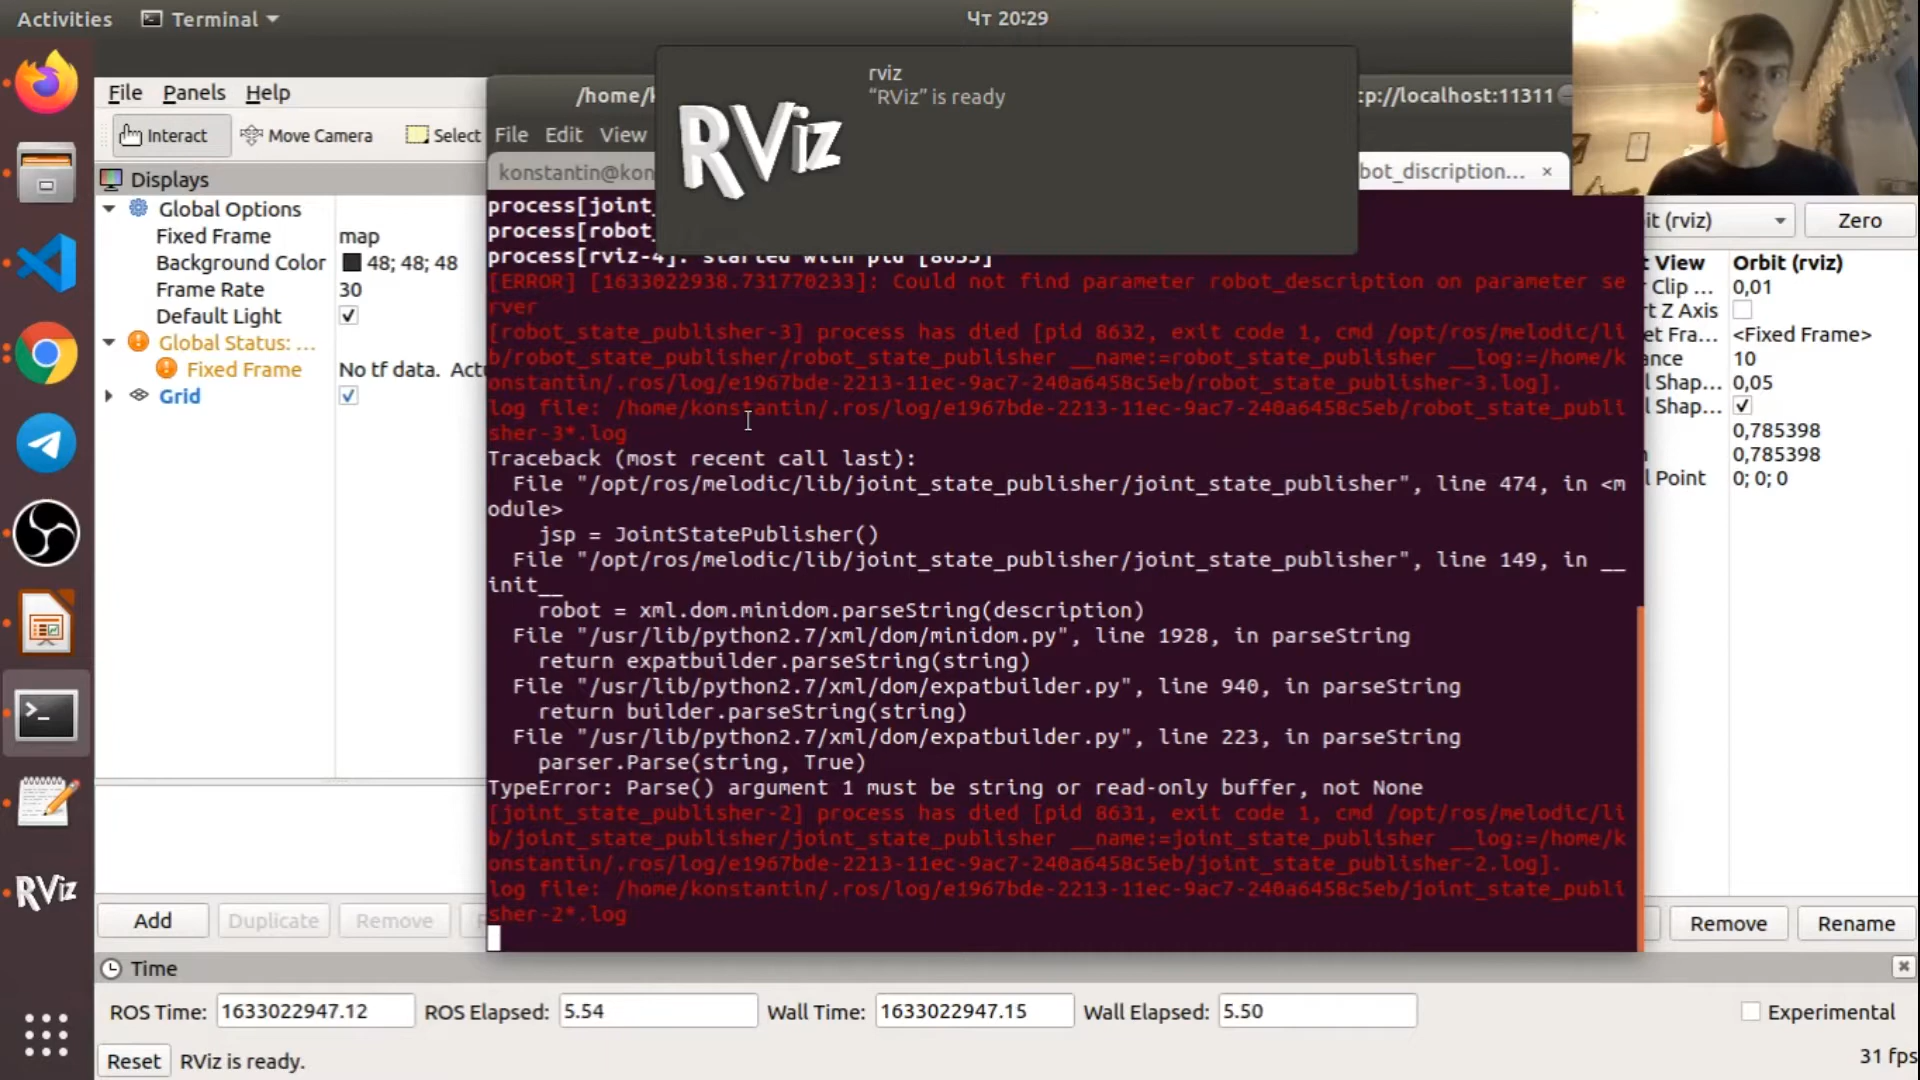 Activities
Terminal
Чт 20:29
File Panels Help
Interact
Move Camera
Select
Displays
Global Options
Fixed Frame map
Background Color 48; 48; 48
Frame Rate 30
Default Light
Global Status: ...
Fixed Frame No tf data. Actu
Grid
Add
Duplicate
Remove
/home/k
File Edit View
konstantin@kon
rviz
“RViz” is ready
RViz
:p://localhost:11311
bot_discription...
process[joint_
process[robot_
process[rviz-4]: started with pid [8633]
[ERROR] [1633022938.731770233]: Could not find parameter robot_description on parameter se
rver
[robot_state_publisher-3] process has died [pid 8632, exit code 1, cmd /opt/ros/melodic/li
b/robot_state_publisher/robot_state_publisher __name:=robot_state_publisher __log:=/home/k
onstantin/.ros/log/e1967bde-2213-11ec-9ac7-240a6458c5eb/robot_state_publisher-3.log].
log file: /home/konstantin/.ros/log/e1967bde-2213-11ec-9ac7-240a6458c5eb/robot_state_publi
sher-3*.log
Traceback (most recent call last):
File "/opt/ros/melodic/lib/joint_state_publisher/joint_state_publisher", line 474, in <m
odule>
jsp = JointStatePublisher()
File "/opt/ros/melodic/lib/joint_state_publisher/joint_state_publisher", line 149, in __
init__
robot = xml.dom.minidom.parseString(description)
File "/usr/lib/python2.7/xml/dom/minidom.py", line 1928, in parseString
return expatbuilder.parseString(string)
File "/usr/lib/python2.7/xml/dom/expatbuilder.py", line 940, in parseString
return builder.parseString(string)
File "/usr/lib/python2.7/xml/dom/expatbuilder.py", line 223, in parseString
parser.Parse(string, True)
TypeError: Parse() argument 1 must be string or read-only buffer, not None
[joint_state_publisher-2] process has died [pid 8631, exit code 1, cmd /opt/ros/melodic/li
b/joint_state_publisher/joint_state_publisher __name:=joint_state_publisher __log:=/home/k
onstantin/.ros/log/e1967bde-2213-11ec-9ac7-240a6458c5eb/joint_state_publisher-2.log].
log file: /home/konstantin/.ros/log/e1967bde-2213-11ec-9ac7-240a6458c5eb/joint_state_publi
sher-2*.log
it (rviz) Zero
t View Orbit (rviz)
Clip ... 0,01
rt Z Axis
et Fra... <Fixed Frame>
ance 10
l Shap... 0,05
l Shap...
0,785398
0,785398
l Point 0; 0; 0
Remove
Rename
RViz
Time
ROS Time: 1633022947.12 ROS Elapsed: 5.54 Wall Time: 1633022947.15 Wall Elapsed: 5.50 Experimental
Reset RViz is ready. 31 fps